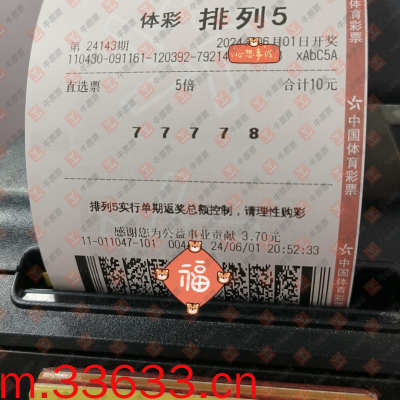 体彩 排列5
第 24143期 2024年06月01日开奖
110430-091161-120392-79214 心想事成 xAbC5A
直选票 5倍 合计10元
7 7 7 7 8
排列5实行单期返奖总额控制，请理性购彩
感谢您为公益事业贡献 3.70元
11-011047-101 004 24/06/01 20:52:33
福
中国体育彩票
中国体育彩票
m.33633.cn